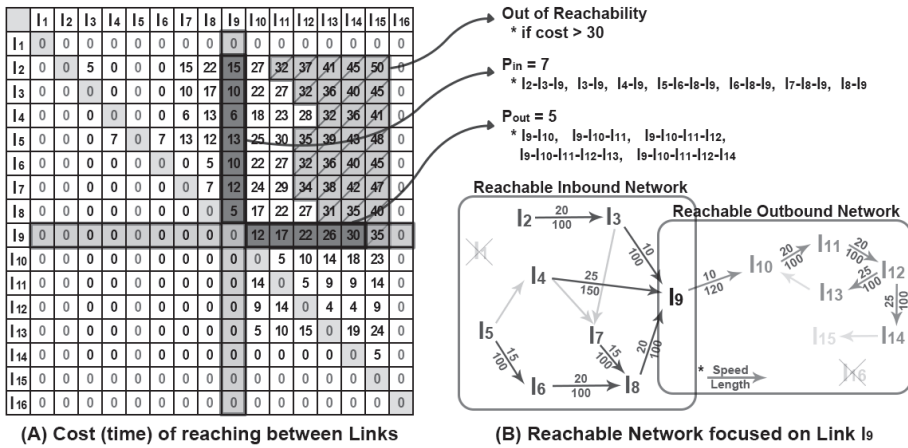 I1 I2 I3 I4 I5 I6 I7 I8 I9 I10 I11 I12 I13 I14 I15 I16
I1 0 0 0 0 0 0 0 0 0 0 0 0 0 0 0 0
I2 0 0 5 0 0 0 15 22 15 27 32 37 41 45 50 0
I3 0 0 0 0 0 0 10 17 10 22 27 32 36 40 45 0
I4 0 0 0 0 0 0 6 13 6 18 23 28 32 36 41 0
I5 0 0 0 7 0 7 13 12 13 25 30 35 39 43 48 0
I6 0 0 0 0 0 0 0 5 10 22 27 32 36 40 45 0
I7 0 0 0 0 0 0 0 7 12 24 29 34 38 42 47 0
I8 0 0 0 0 0 0 0 0 5 17 22 27 31 35 40 0
I9 0 0 0 0 0 0 0 0 0 12 17 22 26 30 35 0
I10 0 0 0 0 0 0 0 0 0 0 5 10 14 18 23 0
I11 0 0 0 0 0 0 0 0 0 14 0 5 9 9 14 0
I12 0 0 0 0 0 0 0 0 0 9 14 0 4 4 9 0
I13 0 0 0 0 0 0 0 0 0 5 10 15 0 19 24 0
I14 0 0 0 0 0 0 0 0 0 0 0 0 0 0 5 0
I15 0 0 0 0 0 0 0 0 0 0 0 0 0 0 0 0
I16 0 0 0 0 0 0 0 0 0 0 0 0 0 0 0 0
(A) Cost (time) of reaching between Links
Out of Reachability
* if cost > 30
Pin = 7
* I2-I3-I9, I3-I9, I4-I9, I5-I6-I8-I9, I6-I8-I9, I7-I8-I9, I8-I9
Pout = 5
* I9-I10, I9-I10-I11, I9-I10-I11-I12,
I9-I10-I11-I12-I13, I9-I10-I11-I12-I14
Reachable Inbound Network
I1
I2
20
100
I3
10
100
I4
25
150
I5
15
100
I6
20
100
I7
15
100
I8
20
100
I9
Reachable Outbound Network
10
120
I10
20
100
I11
20
100
I12
25
100
I13
25
100
I14
I15
I16
* Speed
Length
(B) Reachable Network focused on Link I9